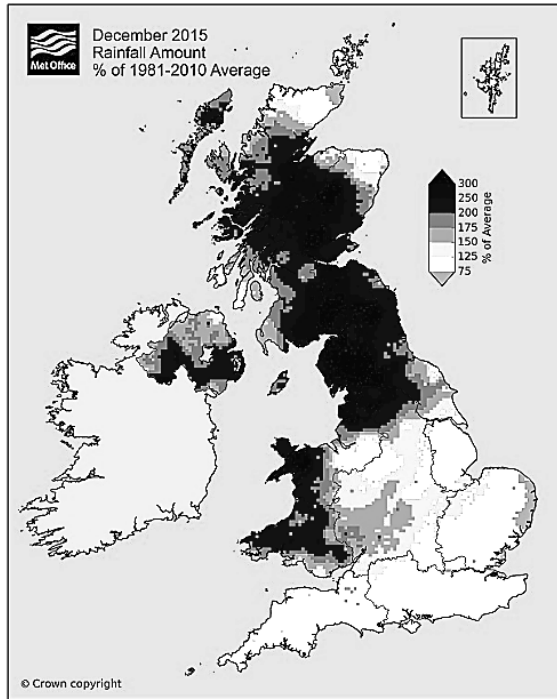 Met Office
December 2015
Rainfall Amount
% of 1981-2010 Average
300
250
200
175
150
125
75
% of Average
© Crown copyright